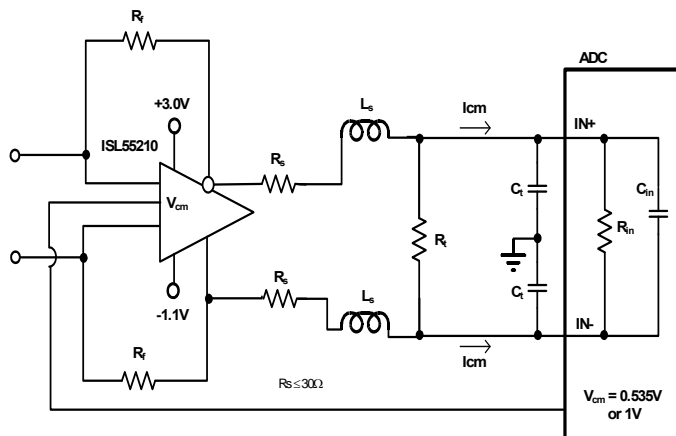 Rf
ADC
+3.0V
Ls
Icm
IN+
ISL55210
Rs
Vcm
Ct
Cin
Rt
Rin
Rs
Ct
-1.1V
Ls
IN-
Rf
Icm
Rs≤30Ω
Vcm = 0.535V
or 1V